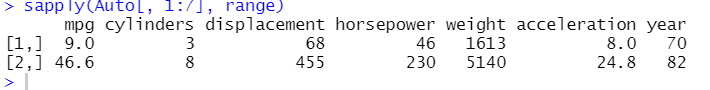 > sapply(Auto[, 1:7], range)
mpg cylinders displacement horsepower weight acceleration year
[1,] 9.0 3 68 46 1613 8.0 70
[2,] 46.6 8 455 230 5140 24.8 82
>